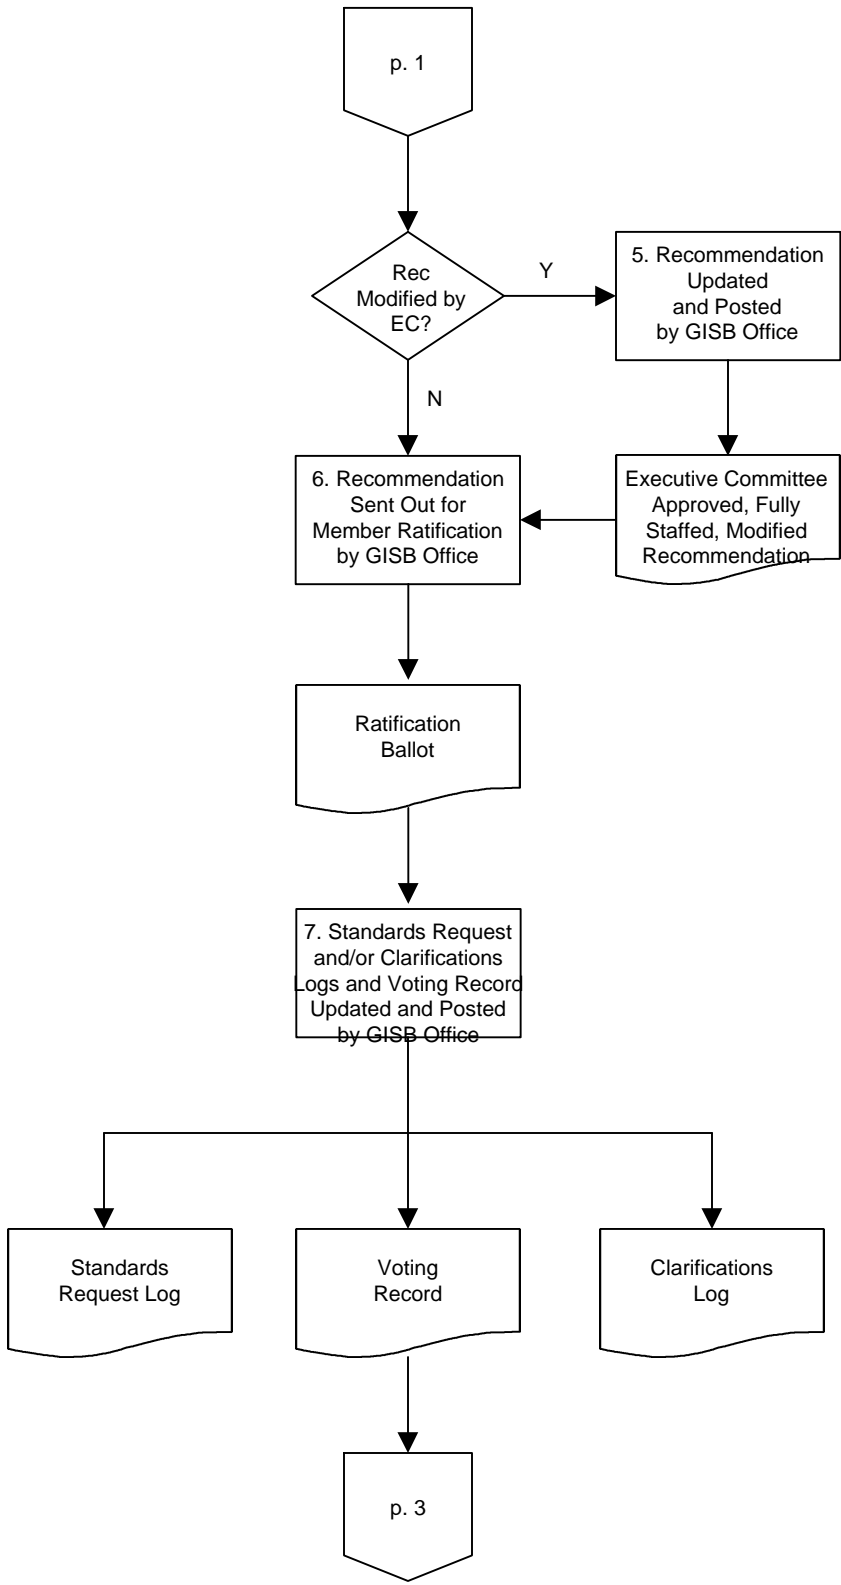 p. 1
Rec
Modified by
EC?
Y
5. Recommendation
Updated
and Posted
by GISB Office
N
6. Recommendation
Sent Out for
Member Ratification
by GISB Office
Executive Committee
Approved, Fully
Staffed, Modified
Recommendation
Ratification
Ballot
7. Standards Request
and/or Clarifications
Logs and Voting Record
Updated and Posted
by GISB Office
Standards
Request Log
Voting
Record
Clarifications
Log
p. 3